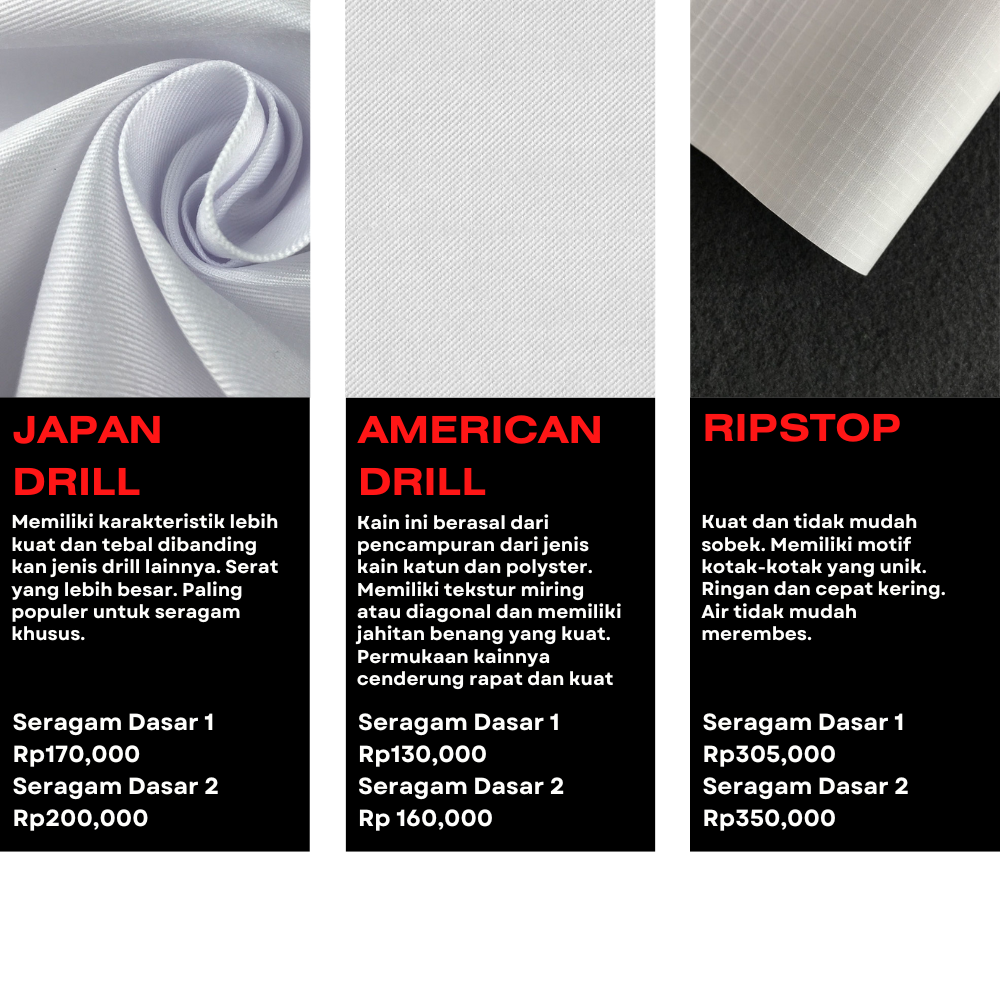 JAPAN
DRILL
Memiliki karakteristik lebih
kuat dan tebal dibanding
kan jenis drill lainnya. Serat
yang lebih besar. Paling
populer untuk seragam
khusus.
Seragam Dasar 1
Rp170,000
Seragam Dasar 2
Rp200,000
AMERICAN
DRILL
Kain ini berasal dari
pencampuran dari jenis
kain katun dan polyster.
Memiliki tekstur miring
atau diagonal dan memiliki
jahitan benang yang kuat.
Permukaan kainnya
cenderung rapat dan kuat
Seragam Dasar 1
Rp130,000
Seragam Dasar 2
Rp 160,000
RIPSTOP
Kuat dan tidak mudah
sobek. Memiliki motif
kotak-kotak yang unik.
Ringan dan cepat kering.
Air tidak mudah
merembes.
Seragam Dasar 1
Rp305,000
Seragam Dasar 2
Rp350,000